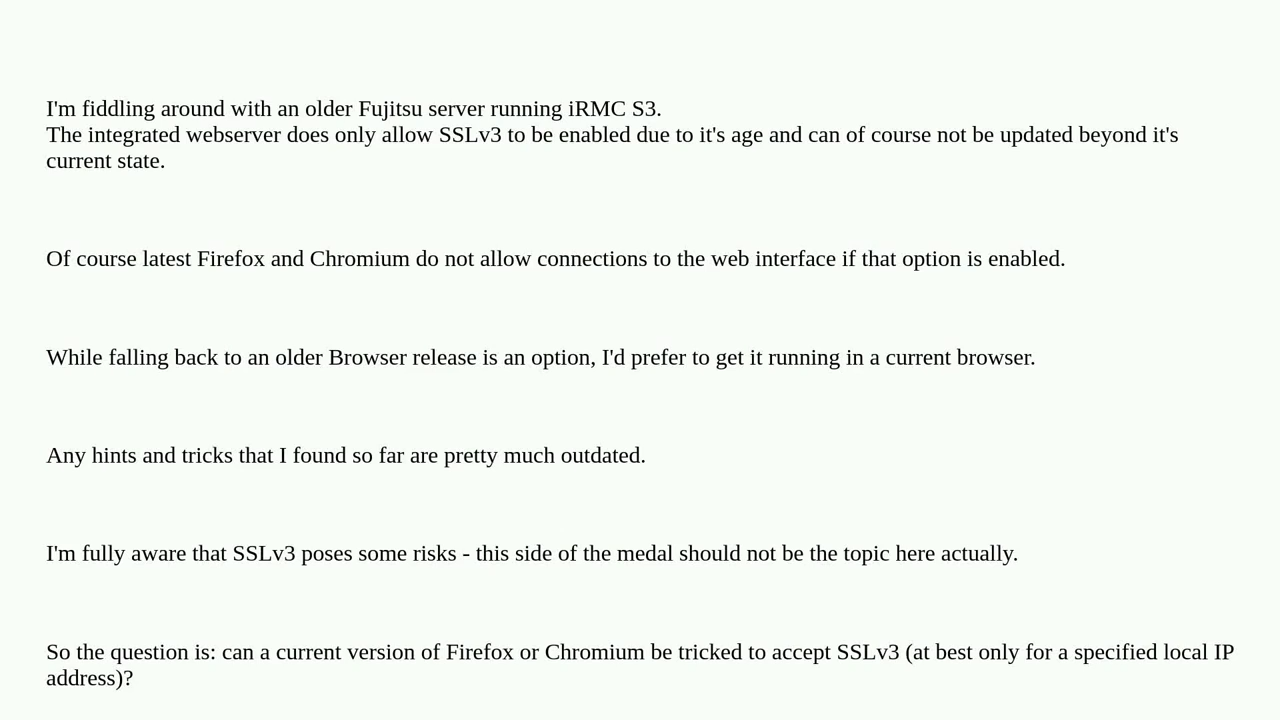 I'm fiddling around with an older Fujitsu server running iRMC S3.
The integrated webserver does only allow SSLv3 to be enabled due to it's age and can of course not be updated beyond it's
current state.
Of course latest Firefox and Chromium do not allow connections to the web interface if that option is enabled.
While falling back to an older Browser release is an option, I'd prefer to get it running in a current browser.
Any hints and tricks that I found so far are pretty much outdated.
I'm fully aware that SSLv3 poses some risks - this side of the medal should not be the topic here actually.
So the question is: can a current version of Firefox or Chromium be tricked to accept SSLv3 (at best only for a specified local IP
address)?